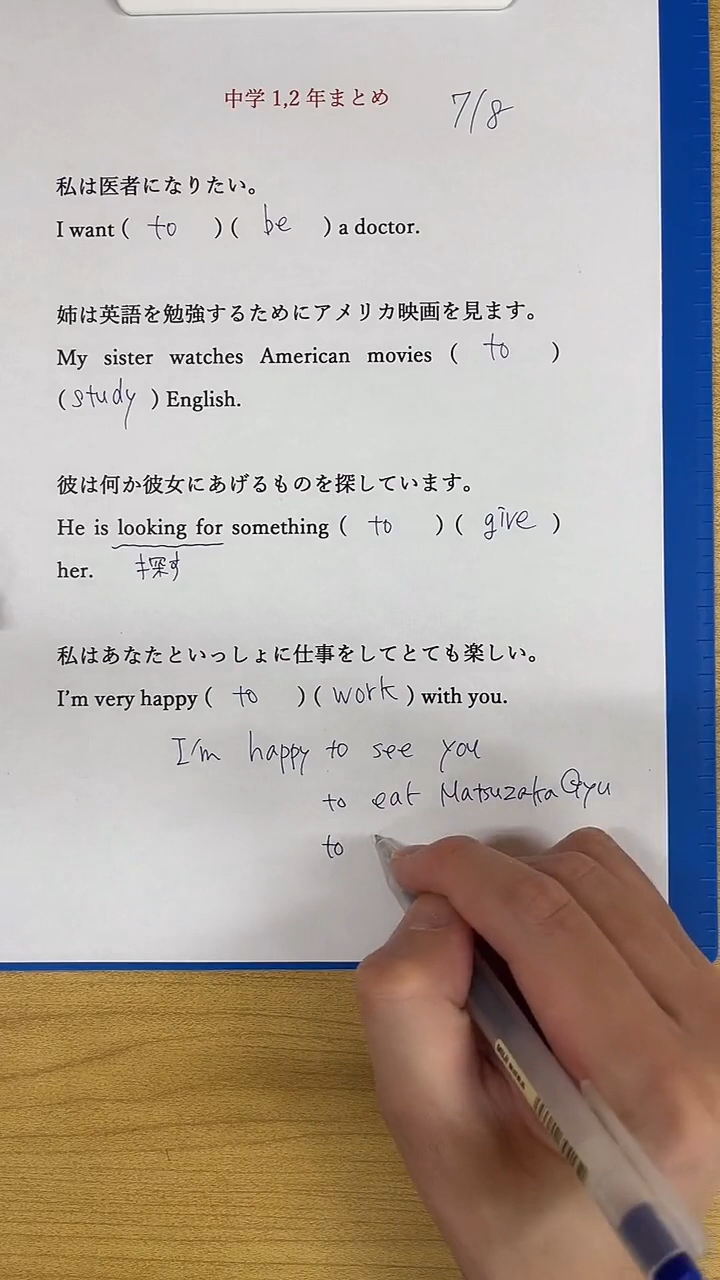 中学 1,2 年まとめ 7/8
私は医者になりたい。
I want ( to ) ( be ) a doctor.
姉は英語を勉強するためにアメリカ映画を見ます。
My sister watches American movies ( to )
( study ) English.
彼は何か彼女にあげるものを探しています。
He is looking for something ( to ) ( give )
her. 探す
私はあなたといっしょに仕事をしてとても楽しい。
I'm very happy ( to ) ( work ) with you.
I'm happy to see you
to eat Matsuzaka Gyu
to